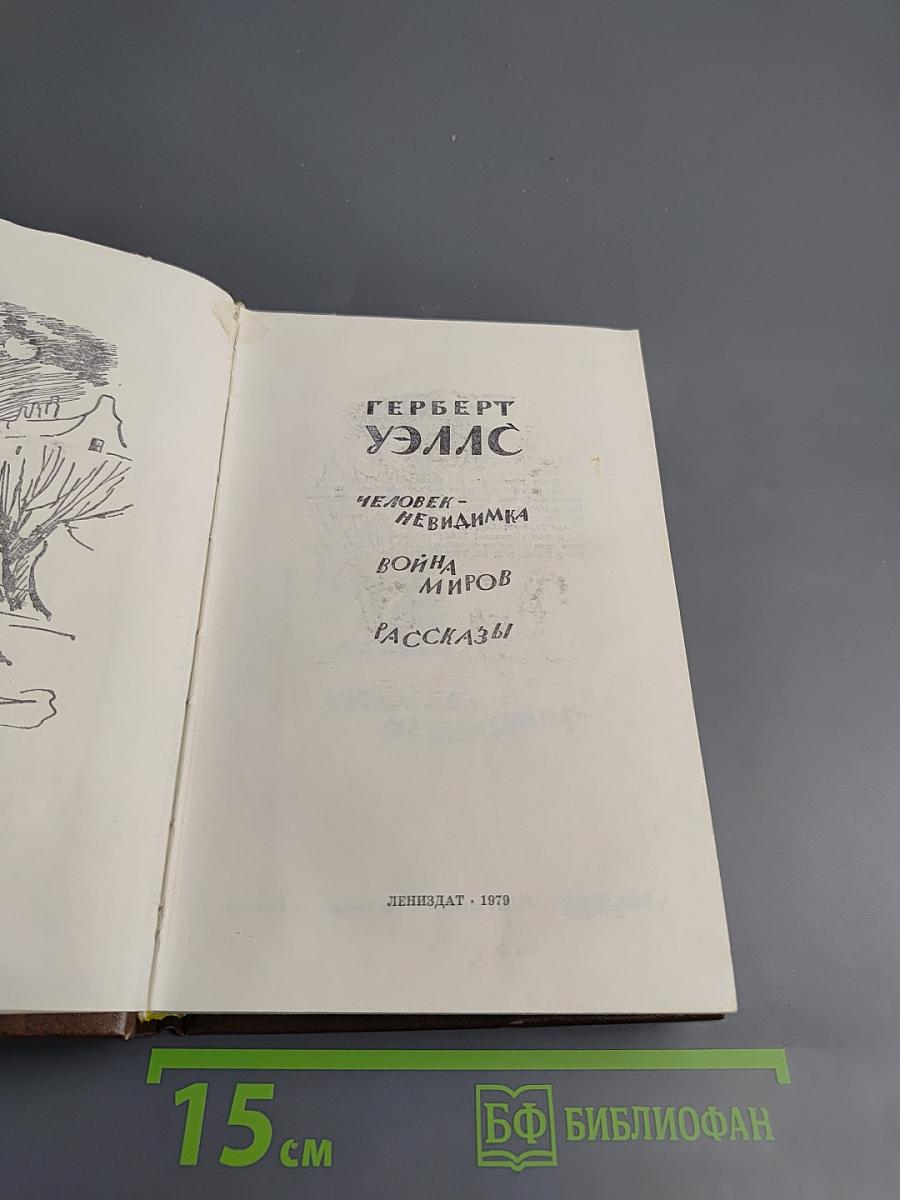 ГЕРБЕРТ
УЭЛЛС
ЧЕЛОВЕК-
НЕВИДИМКА
ВОЙНА
МИРОВ
РАССКАЗЫ
ЛЕНИЗДАТ · 1979
15 см
БФ БИБЛИОФАН